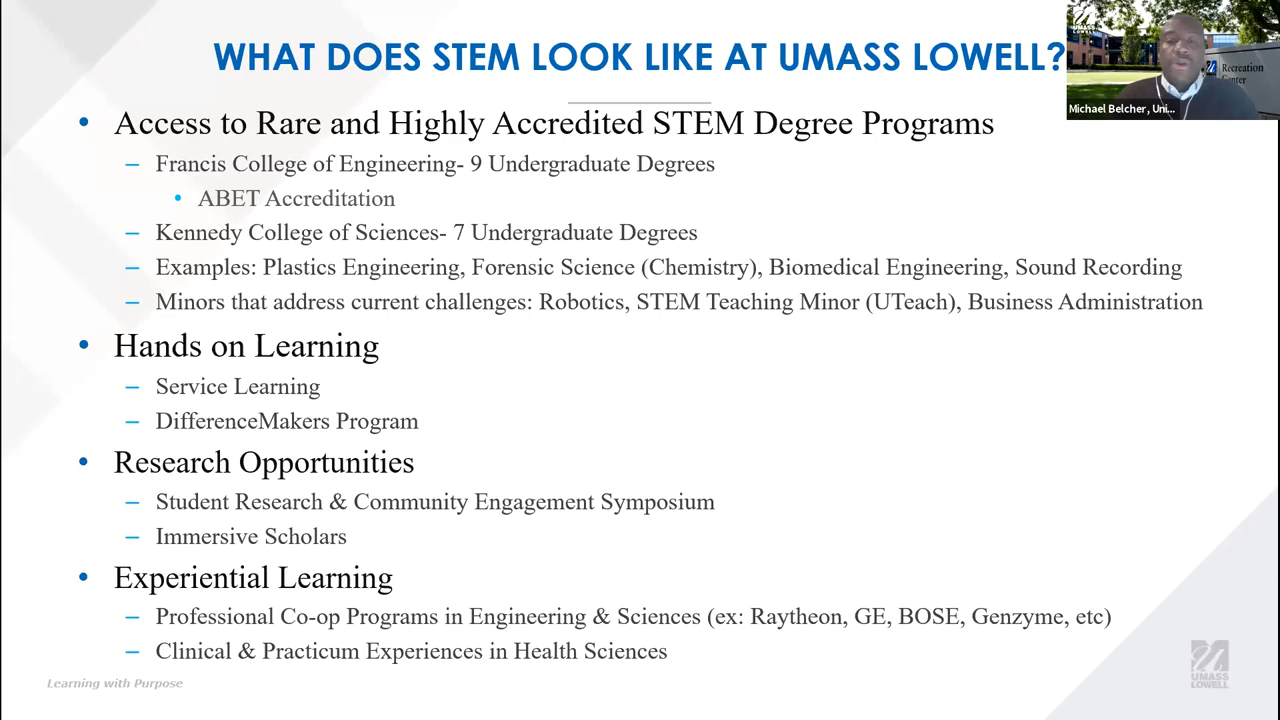 WHAT DOES STEM LOOK LIKE AT UMASS LOWELL?
UMASS
LOWELL
Recreation
Center
Michael Belcher, Uni...
• Access to Rare and Highly Accredited STEM Degree Programs
– Francis College of Engineering- 9 Undergraduate Degrees
• ABET Accreditation
– Kennedy College of Sciences- 7 Undergraduate Degrees
– Examples: Plastics Engineering, Forensic Science (Chemistry), Biomedical Engineering, Sound Recording
– Minors that address current challenges: Robotics, STEM Teaching Minor (UTeach), Business Administration
• Hands on Learning
– Service Learning
– DifferenceMakers Program
• Research Opportunities
– Student Research & Community Engagement Symposium
– Immersive Scholars
• Experiential Learning
– Professional Co-op Programs in Engineering & Sciences (ex: Raytheon, GE, BOSE, Genzyme, etc)
– Clinical & Practicum Experiences in Health Sciences
Learning with Purpose
UMASS
LOWELL